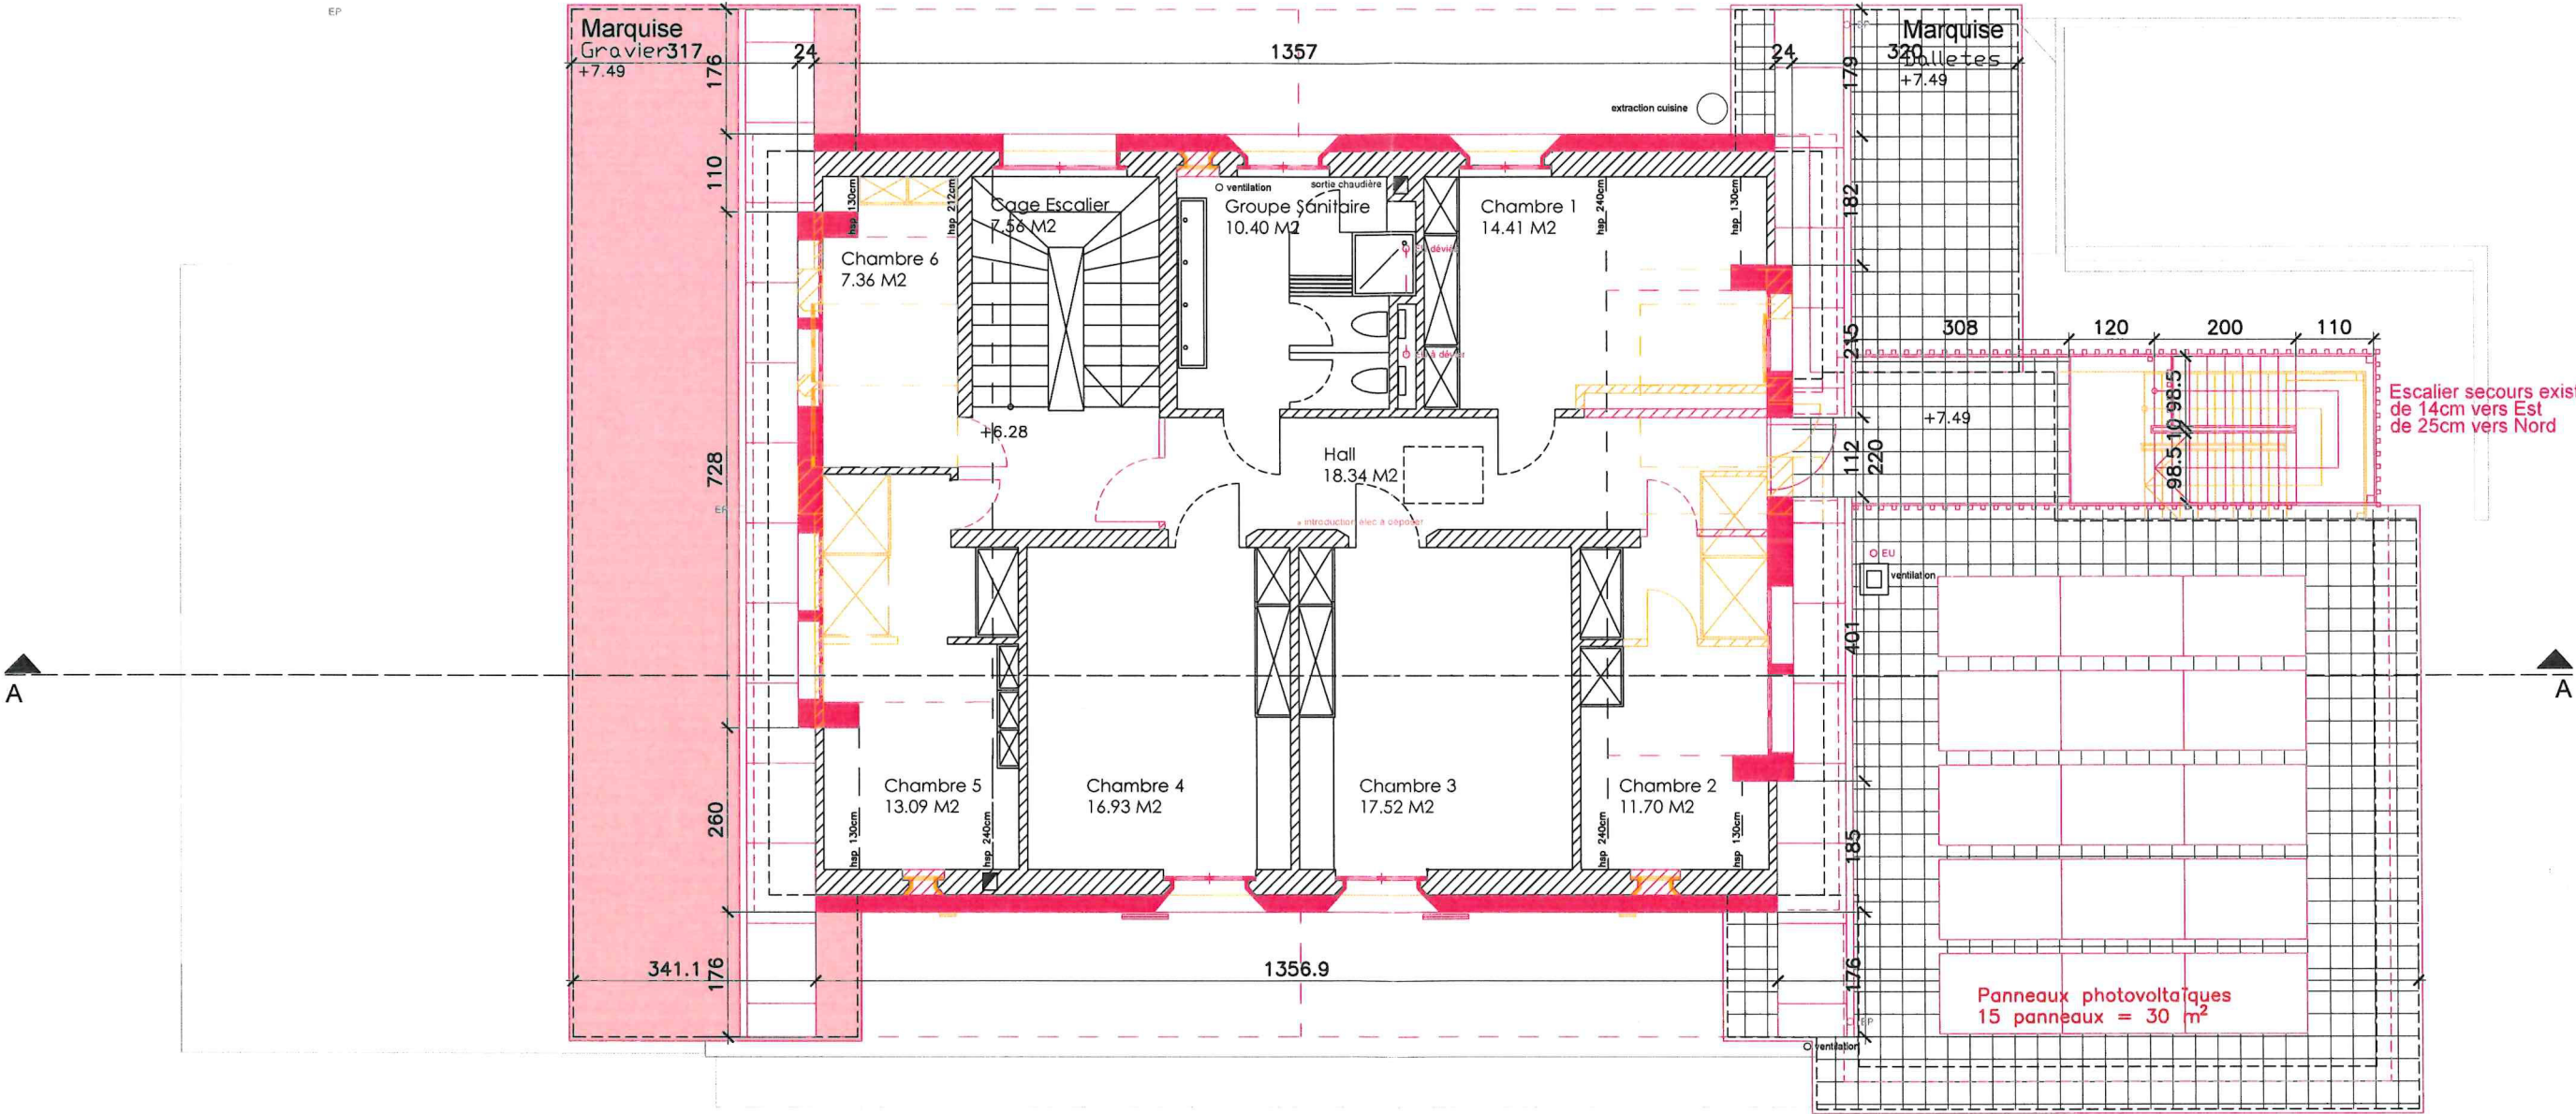 EP
Marquise
Gravier
317
+7.49
24
1357
24
Marquise
320
Dalletes
+7.49
176
179
EP
extraction cuisine
110
hsp 130cm
hsp 212cm
Cage Escalier
7.56 M2
ventilation
sortie chaudière
Groupe Sanitaire
10.40 M2
Chambre 1
14.41 M2
hsp 240cm
hsp 130cm
182
Chambre 6
7.36 M2
215
308
120
200
110
+6.28
Hall
18.34 M2
+7.49
98.5
10
98.5
Escalier secours exist
de 14cm vers Est
de 25cm vers Nord
112
220
728
introduction élec à déposer
EU
ventilation
401
A
A
Chambre 5
13.09 M2
Chambre 4
16.93 M2
Chambre 3
17.52 M2
Chambre 2
11.70 M2
260
hsp 130cm
hsp 240cm
hsp 240cm
hsp 130cm
185
341.1
176
1356.9
176
Panneaux photovoltaïques
15 panneaux = 30 m²
EP
ventilation